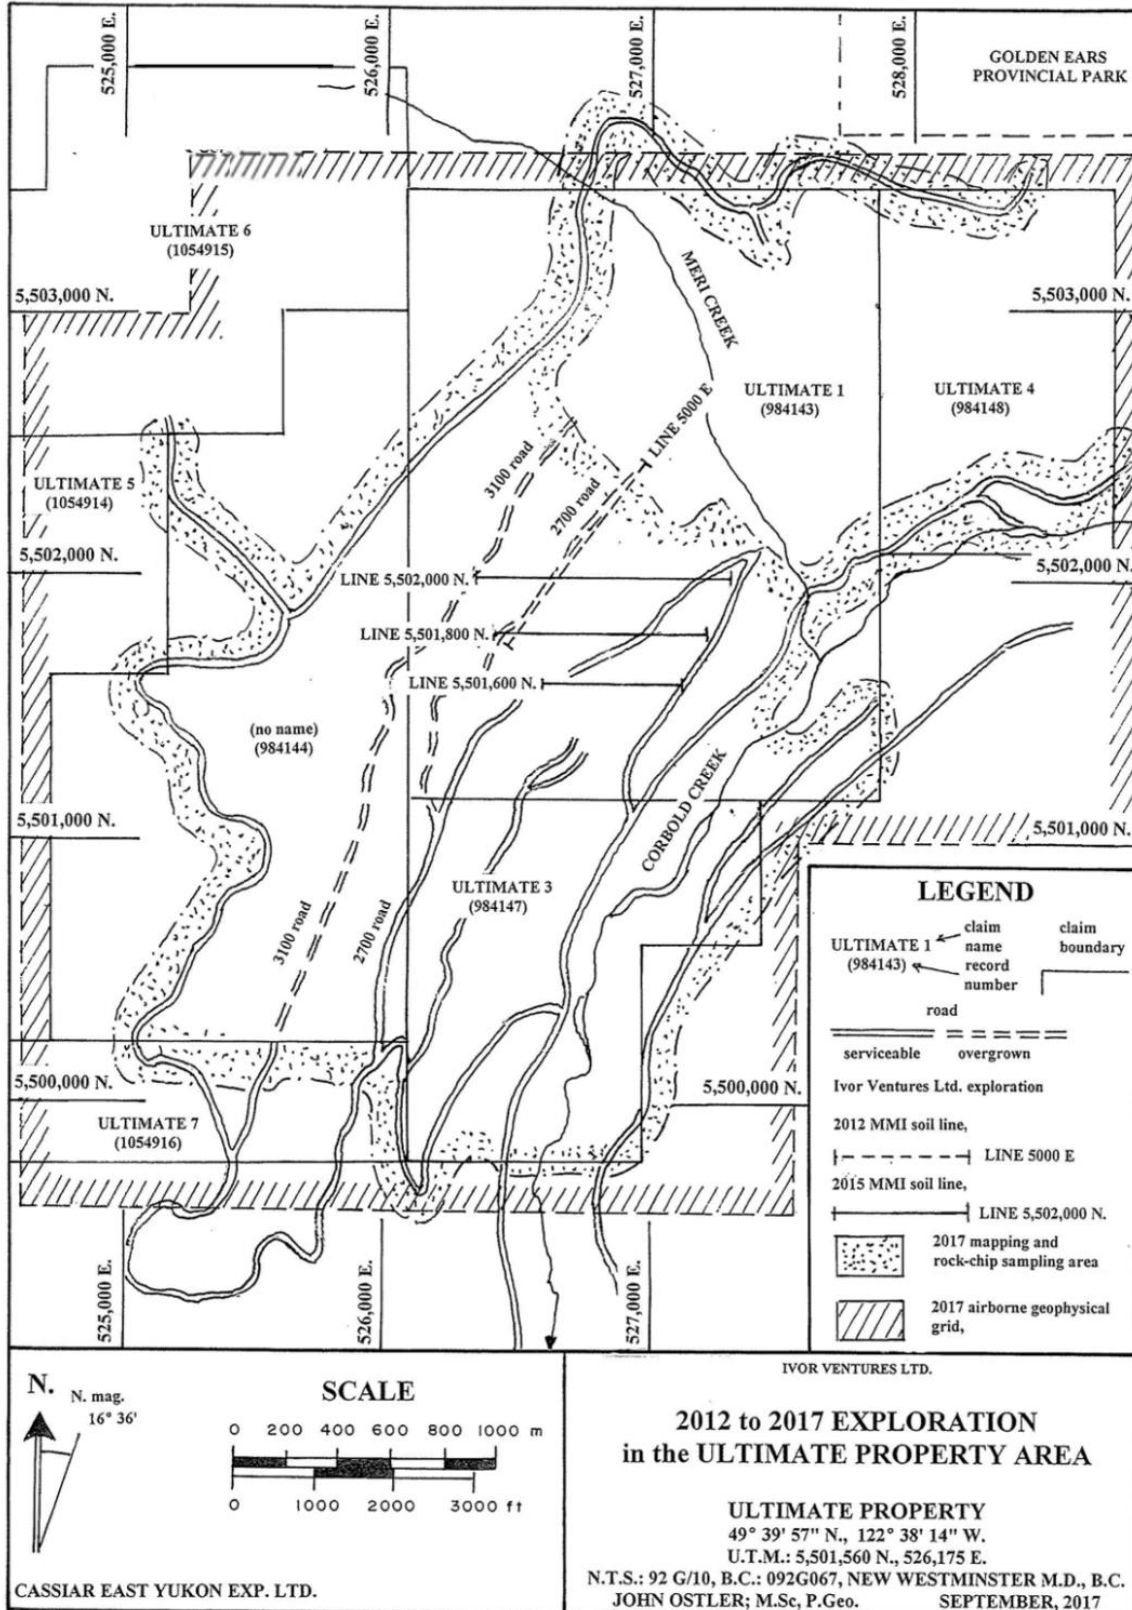 525,000 E.
526,000 E.
527,000 E.
528,000 E.
GOLDEN EARS
PROVINCIAL PARK
ULTIMATE 6
(1054915)
5,503,000 N.
5,503,000 N.
MERI CREEK
ULTIMATE 1
(984143)
ULTIMATE 4
(984148)
LINE 5000 E
3100 road
2700 road
ULTIMATE 5
(1054914)
5,502,000 N.
5,502,000 N.
LINE 5,502,000 N.
LINE 5,501,800 N.
LINE 5,501,600 N.
(no name)
(984144)
CORBOLD CREEK
5,501,000 N.
5,501,000 N.
ULTIMATE 3
(984147)
3100 road
2700 road
5,500,000 N.
5,500,000 N.
ULTIMATE 7
(1054916)
525,000 E.
526,000 E.
527,000 E.
LEGEND
ULTIMATE 1
(984143)
claim
name
record
number
claim
boundary
road
serviceable overgrown
Ivor Ventures Ltd. exploration
2012 MMI soil line,
LINE 5000 E
2015 MMI soil line,
LINE 5,502,000 N.
2017 mapping and
rock-chip sampling area
2017 airborne geophysical
grid,
N.
N. mag.
16° 36'
SCALE
0 200 400 600 800 1000 m
0 1000 2000 3000 ft
CASSIAR EAST YUKON EXP. LTD.
IVOR VENTURES LTD.
2012 to 2017 EXPLORATION
in the ULTIMATE PROPERTY AREA
ULTIMATE PROPERTY
49° 39' 57" N., 122° 38' 14" W.
U.T.M.: 5,501,560 N., 526,175 E.
N.T.S.: 92 G/10, B.C.: 092G067, NEW WESTMINSTER M.D., B.C.
JOHN OSTLER; M.Sc, P.Geo. SEPTEMBER, 2017